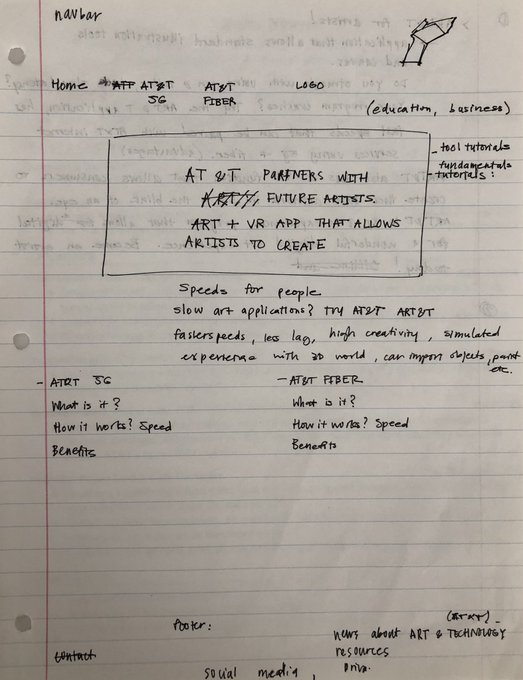 navbar
Home AT&T 5G AT&T FIBER LOGO
(education, business)
- tool tutorials
fundamentals
- tutorials:
AT&T PARTNERS WITH
FUTURE ARTISTS.
ART + VR APP THAT ALLOWS
ARTISTS TO CREATE
Speeds for people
slow art applications? Try AT&T ART&T
faster speeds, less lag, high creativity, simulated
experience with 3D world, can import objects, paint
etc.
- AT&T 5G
What is it?
How it works? Speed
Benefits
- AT&T FIBER
What is it?
How it works? Speed
Benefits
footer:
(AT&T)
news about ART & TECHNOLOGY
contact
resources
social media,